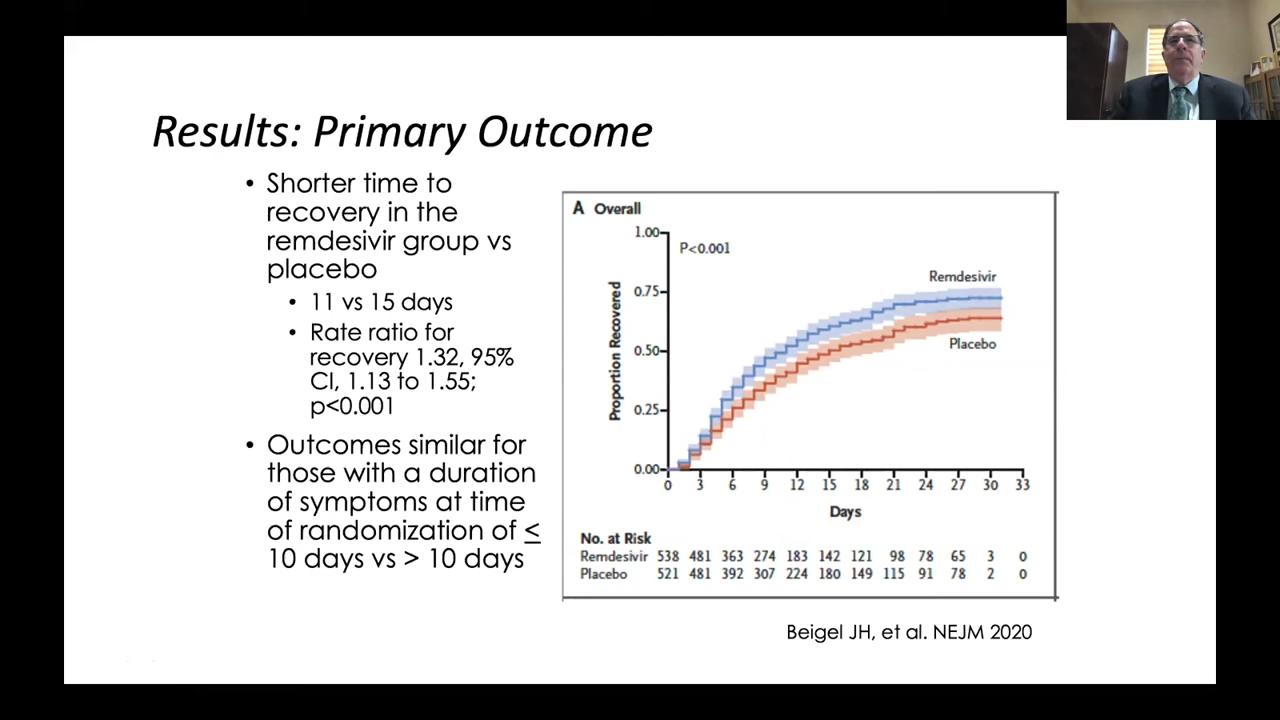 Results: Primary Outcome
• Shorter time to
recovery in the
remdesivir group vs
placebo
• 11 vs 15 days
• Rate ratio for
recovery 1.32, 95%
CI, 1.13 to 1.55;
p<0.001
• Outcomes similar for
those with a duration
of symptoms at time
of randomization of ≤
10 days vs > 10 days
A Overall
P<0.001
Proportion Recovered
1.00
0.75
0.50
0.25
0.00
Remdesivir
Placebo
0 3 6 9 12 15 18 21 24 27 30 33
Days
No. at Risk
Remdesivir 538 481 363 274 183 142 121 98 78 65 3 0
Placebo 521 481 392 307 224 180 149 115 91 78 2 0
Beigel JH, et al. NEJM 2020